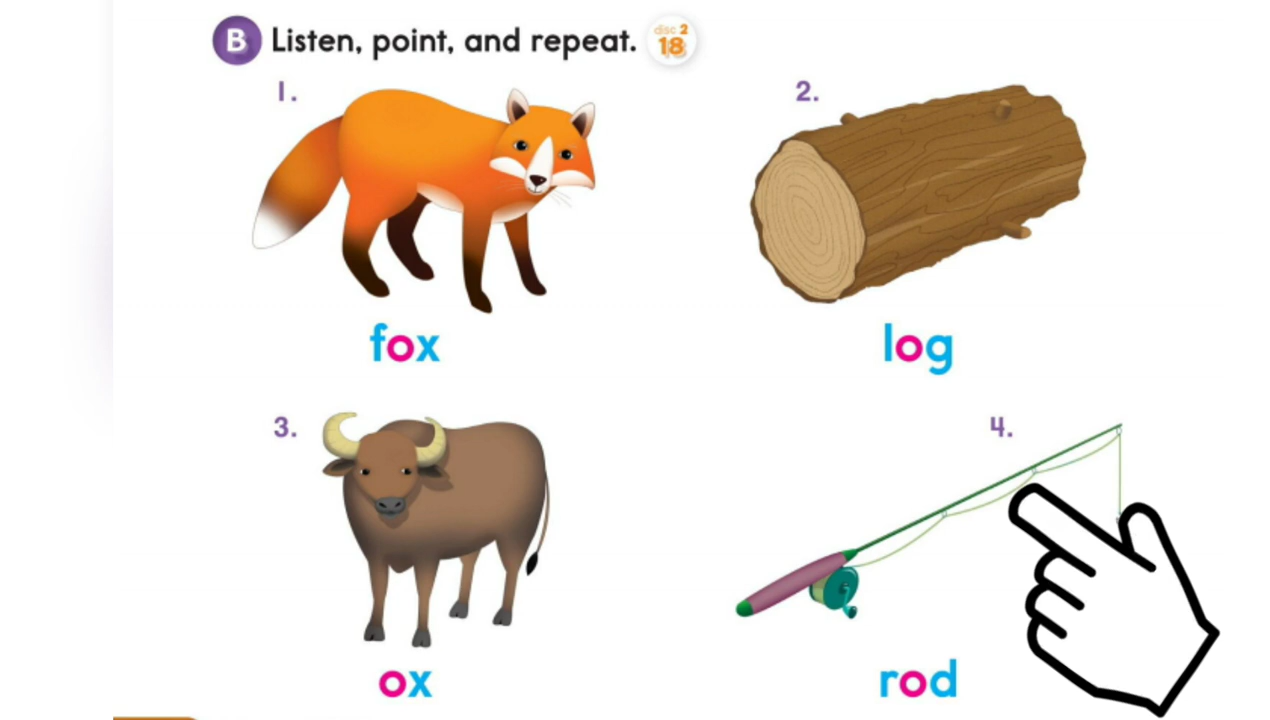 B Listen, point, and repeat. disc 2 18
1. 2.
fox log
3. 4.
ox rod